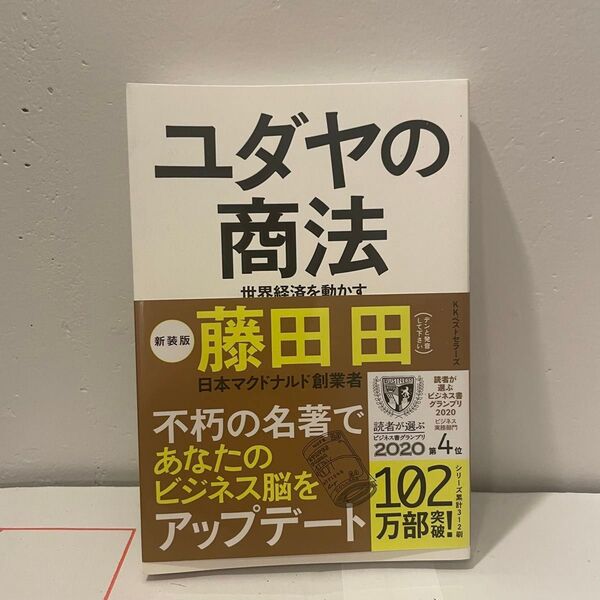 ユダヤの
商法
世界経済を動かす
新装版
藤田 田
(デンと発音
して下さい)
KKベストセラーズ
日本マクドナルド創業者
不朽の名著で
あなたの
ビジネス脳を
アップデート
読者が選ぶ
ビジネス書グランプリ
2020
読者が
選ぶ
ビジネス書
グランプリ
2020
ビジネス
実務部門
第4位
102
万部
突破!
シリーズ累計312刷